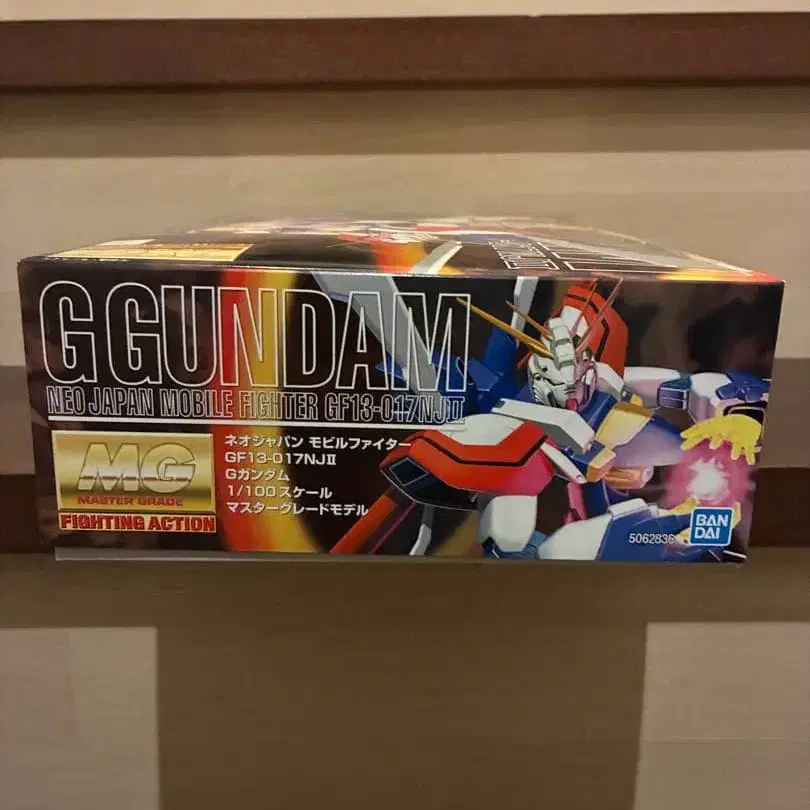 G GUNDAM
NEO JAPAN MOBILE FIGHTER GF13-017NJII
MG
MASTER GRADE
FIGHTING ACTION
ネオジャパン モビルファイター
GF13-017NJII
Gガンダム
1/100スケール
マスターグレードモデル
5062836
BAN
DAI